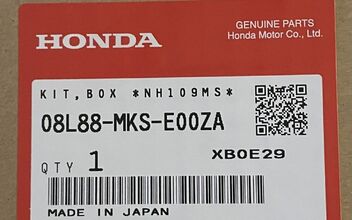 HONDA
GENUINE PARTS
Honda Motor Co., Ltd.
KIT, BOX *NH109MS*
08L88-MKS-E00ZA
QTY 1
XB0E29
MADE IN JAPAN